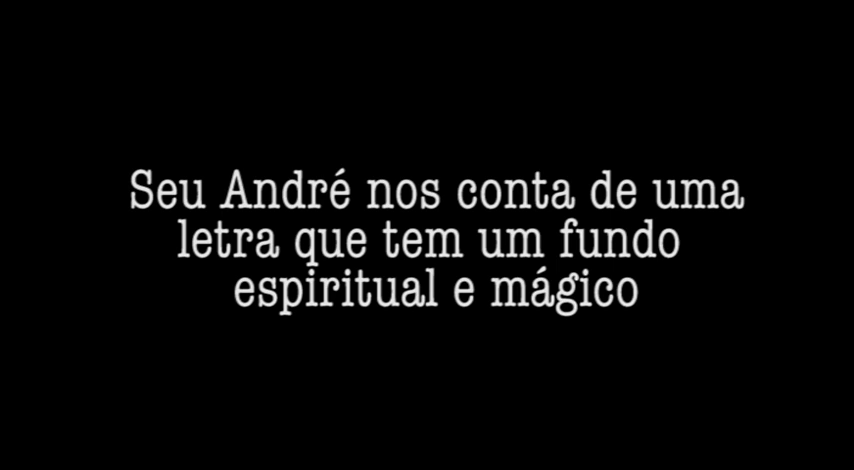 Seu André nos conta de uma
letra que tem um fundo
espiritual e mágico